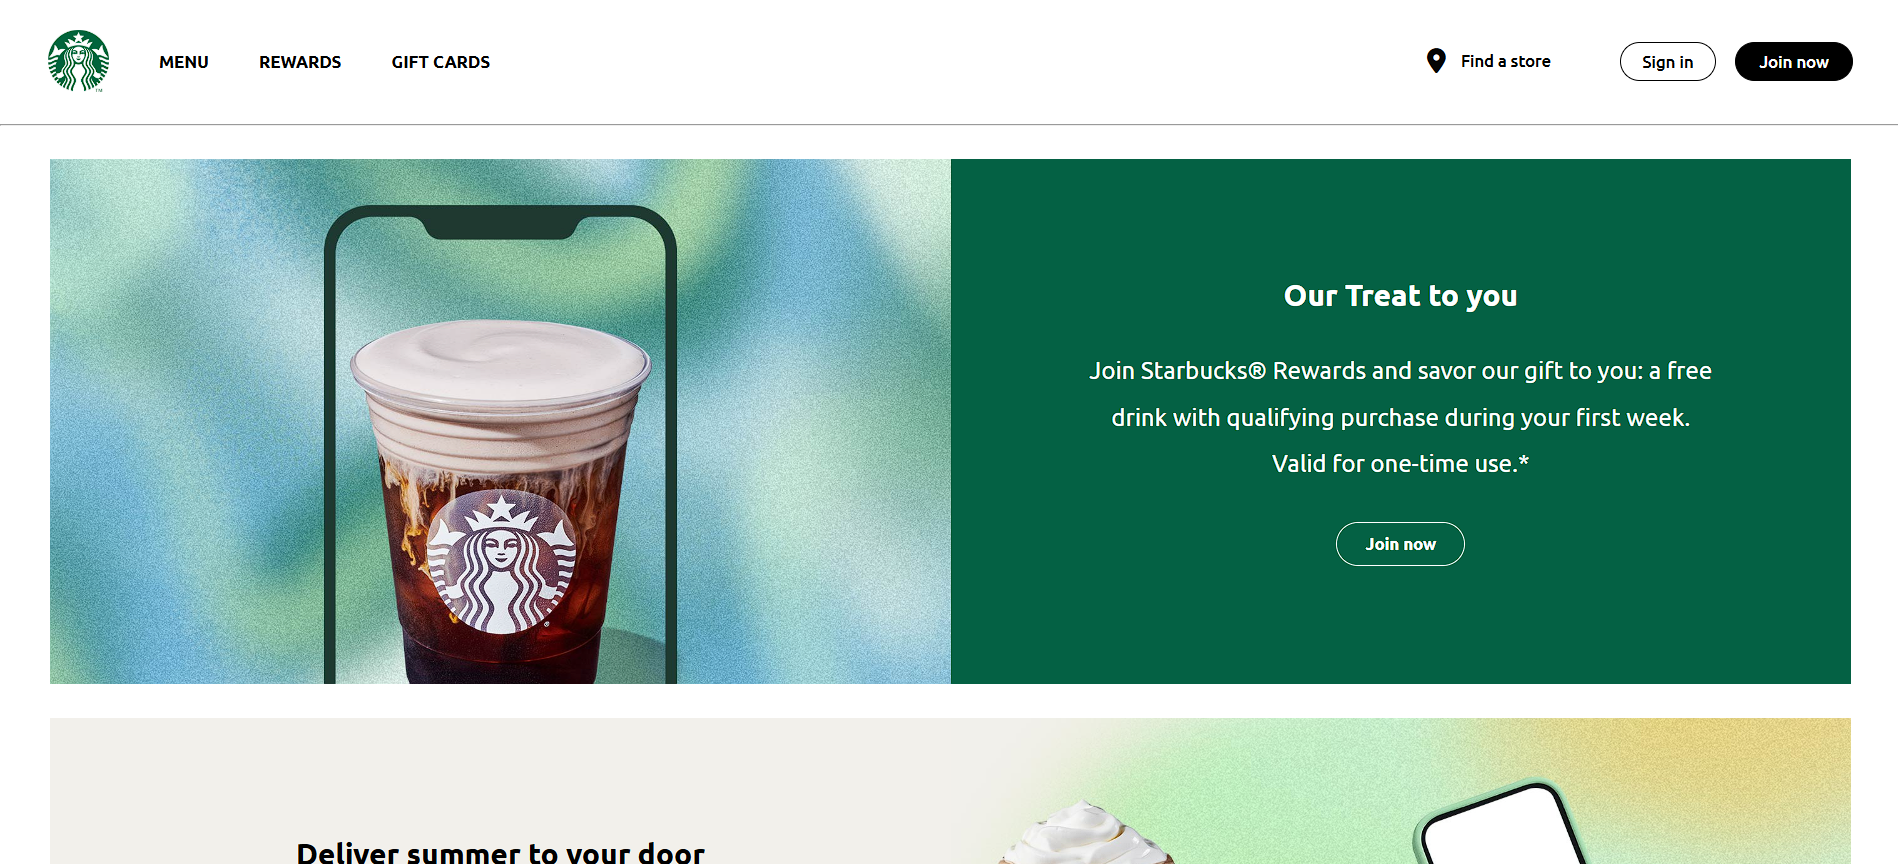 MENU
REWARDS
GIFT CARDS
Find a store
Sign in
Join now
TM
Our Treat to you
Join Starbucks® Rewards and savor our gift to you: a free
drink with qualifying purchase during your first week.
Valid for one-time use.*
Join now
®
Deliver summer to your door